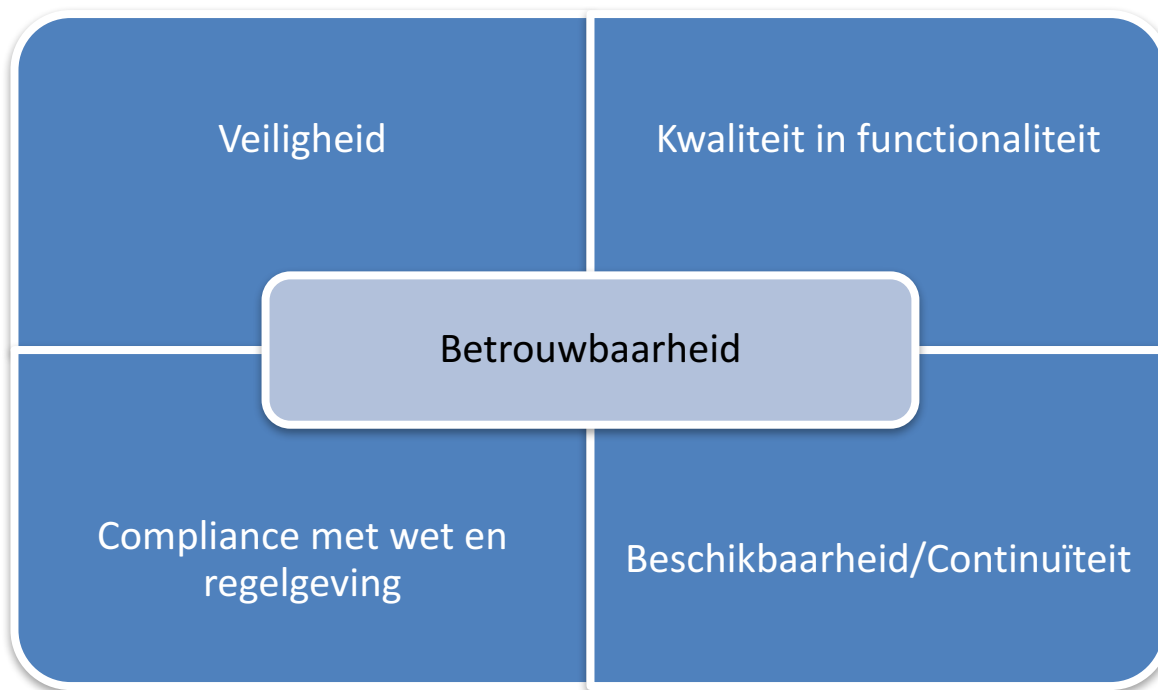 Veiligheid
Kwaliteit in functionaliteit
Betrouwbaarheid
Compliance met wet en
regelgeving
Beschikbaarheid/Continuïteit